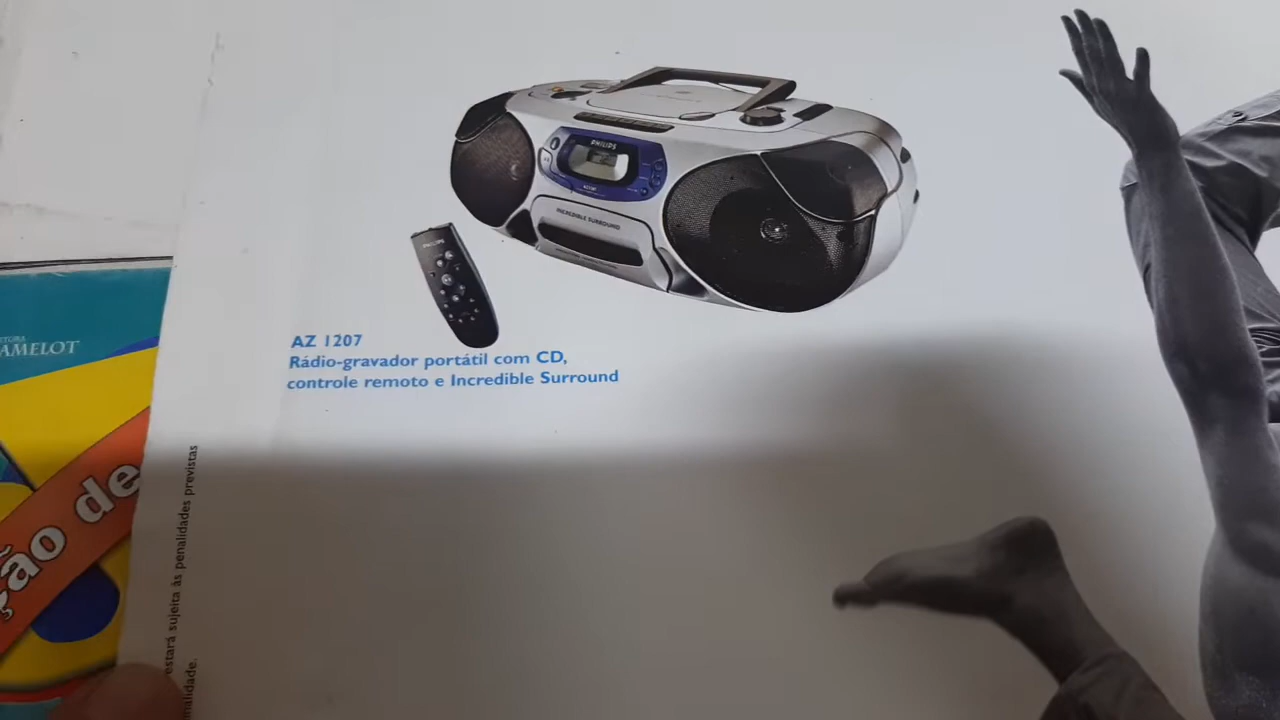 PHILIPS
INCREDIBLE SURROUND
PHILIPS
AZ 1207
Rádio-gravador portátil com CD,
controle remoto e Incredible Surround
AMELOT
ção de
estará sujeita às penalidades previstas